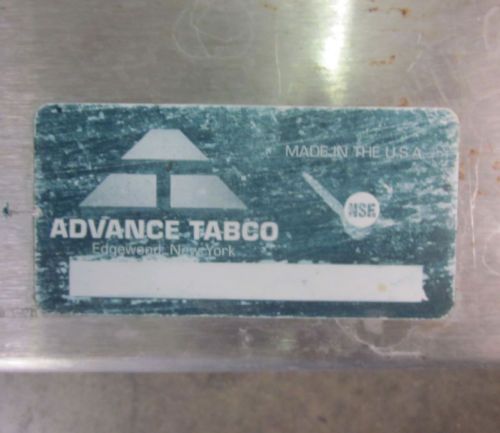 MADE IN THE U.S.A.
NSF
ADVANCE TABCO
Edgewood, New York